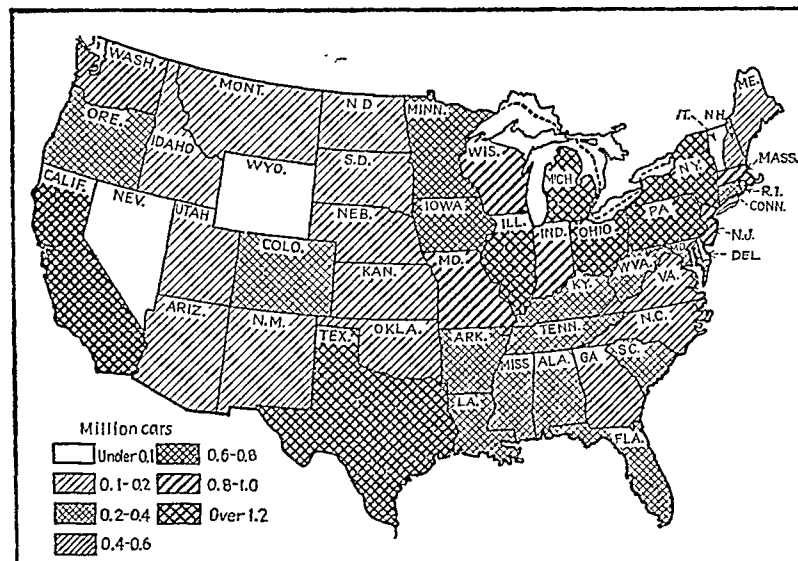 WASH.
MONT.
N D
MINN.
ME.
ORE.
IDAHO
S.D.
WIS.
MICH
IT.
N.H.
N.Y.
MASS.
R.I.
CONN.
CALIF.
NEV.
WYO.
UTAH
NEB.
IOWA
ILL.
IND.
OHIO
PA.
N.J.
DEL
M.D.
COLO.
KAN.
MO.
KY.
WVA.
VA.
ARIZ.
N.M.
OKLA.
ARK.
TENN.
N.C.
TEX.
MISS
ALA.
GA
S.C.
LA.
FLA.
Million cars
Under 0.1
0.1-0.2
0.2-0.4
0.4-0.6
0.6-0.8
0.8-1.0
Over 1.2